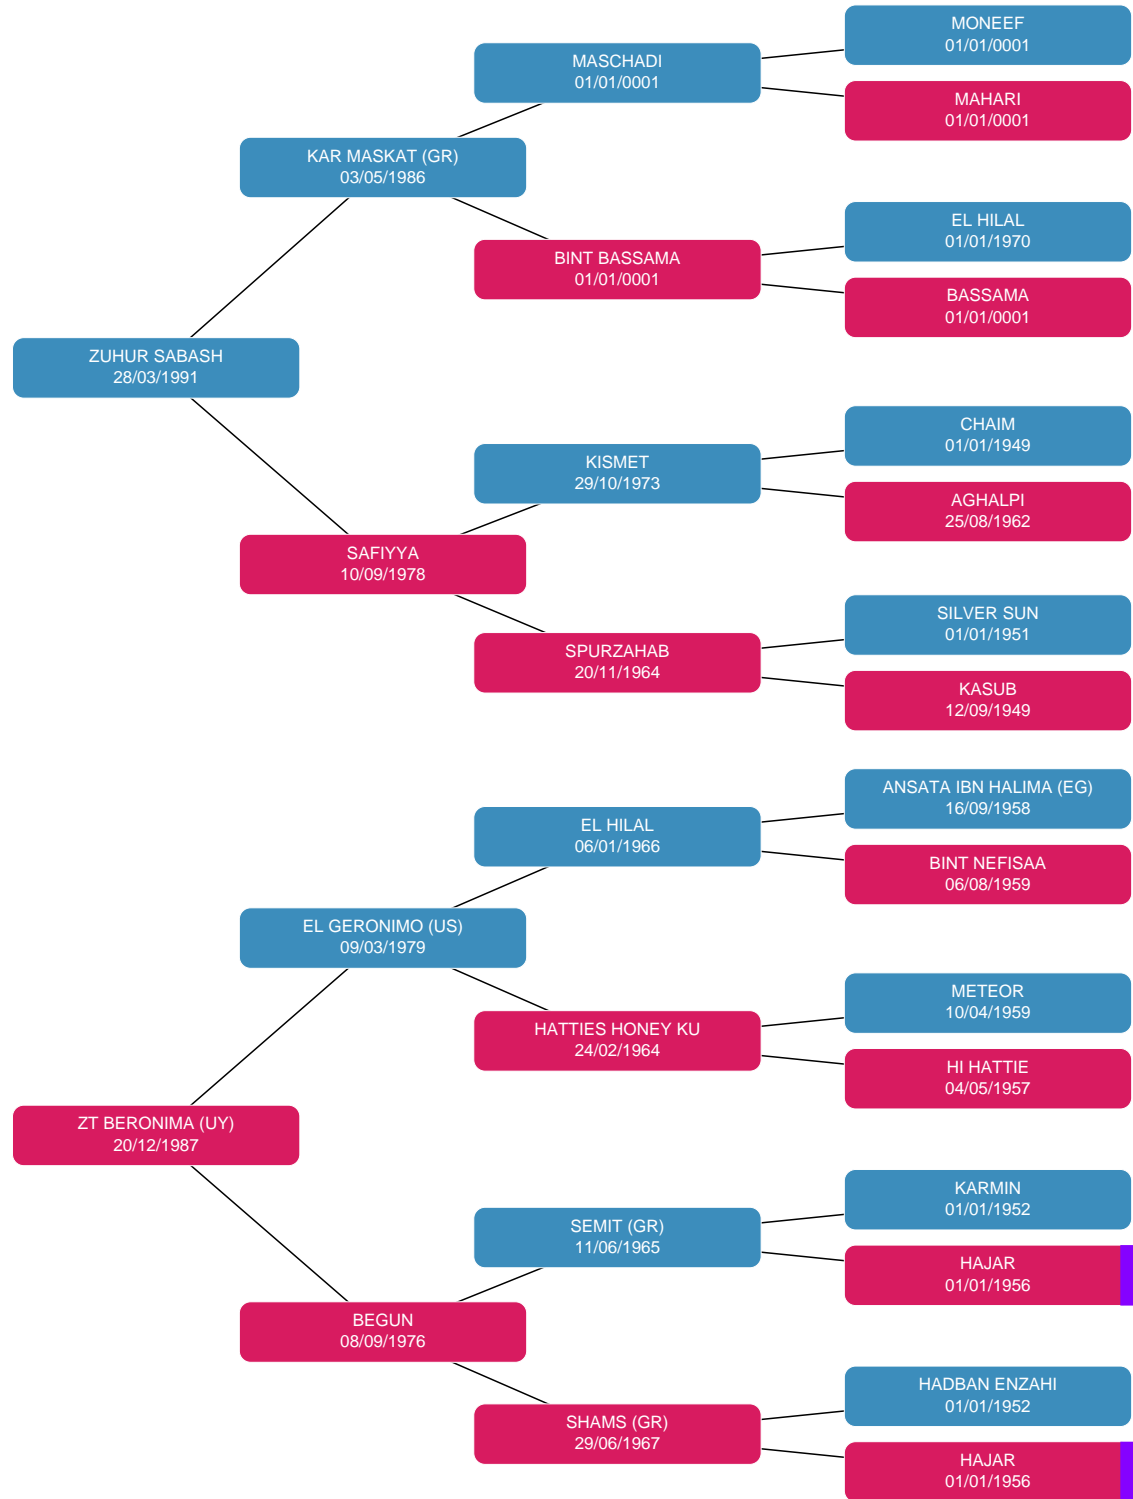 MONEEF
01/01/0001
MASCHADI
01/01/0001
MAHARI
01/01/0001
KAR MASKAT (GR)
03/05/1986
EL HILAL
01/01/1970
BINT BASSAMA
01/01/0001
BASSAMA
01/01/0001
ZUHUR SABASH
28/03/1991
CHAIM
01/01/1949
KISMET
29/10/1973
AGHALPI
25/08/1962
SAFIYYA
10/09/1978
SILVER SUN
01/01/1951
SPURZAHAB
20/11/1964
KASUB
12/09/1949
ANSATA IBN HALIMA (EG)
16/09/1958
EL HILAL
06/01/1966
BINT NEFISAA
06/08/1959
EL GERONIMO (US)
09/03/1979
METEOR
10/04/1959
HATTIES HONEY KU
24/02/1964
HI HATTIE
04/05/1957
ZT BERONIMA (UY)
20/12/1987
KARMIN
01/01/1952
SEMIT (GR)
11/06/1965
HAJAR
01/01/1956
BEGUN
08/09/1976
HADBAN ENZAHI
01/01/1952
SHAMS (GR)
29/06/1967
HAJAR
01/01/1956